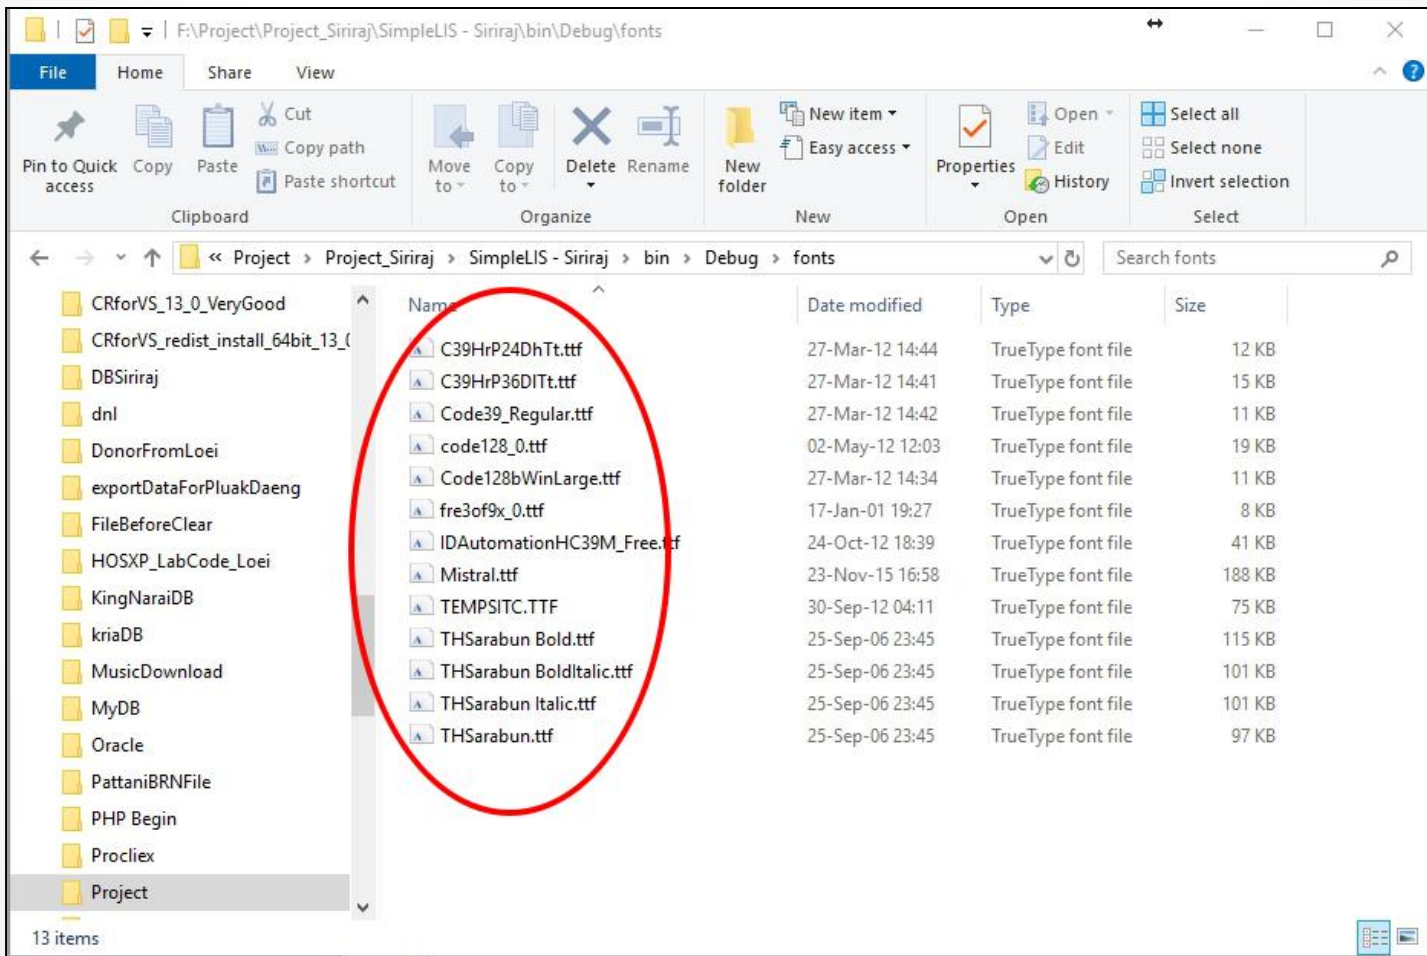 F:\Project\Project_Siriraj\SimpleLIS - Siriraj\bin\Debug\fonts
File Home Share View
Pin to Quick access
Copy
Paste
Cut
Copy path
Paste shortcut
Clipboard
Move to
Copy to
Delete
Rename
Organize
New folder
New item
Easy access
New
Properties
Open
Edit
History
Open
Select all
Select none
Invert selection
Select
« Project > Project_Siriraj > SimpleLIS - Siriraj > bin > Debug > fonts
Search fonts
CRforVS_13_0_VeryGood
CRforVS_redist_install_64bit_13_0
DBSiriraj
dnl
DonorFromLoei
exportDataForPluakDaeng
FileBeforeClear
HOSXP_LabCode_Loei
KingNaraiDB
kriaDB
MusicDownload
MyDB
Oracle
PattaniBRNFile
PHP Begin
Procliex
Project
Name Date modified Type Size
C39HrP24DhTt.ttf 27-Mar-12 14:44 TrueType font file 12 KB
C39HrP36DlTt.ttf 27-Mar-12 14:41 TrueType font file 15 KB
Code39_Regular.ttf 27-Mar-12 14:42 TrueType font file 11 KB
code128_0.ttf 02-May-12 12:03 TrueType font file 19 KB
Code128bWinLarge.ttf 27-Mar-12 14:34 TrueType font file 11 KB
fre3of9x_0.ttf 17-Jan-01 19:27 TrueType font file 8 KB
IDAutomationHC39M_Free.ttf 24-Oct-12 18:39 TrueType font file 41 KB
Mistral.ttf 23-Nov-15 16:58 TrueType font file 188 KB
TEMPSITC.TTF 30-Sep-12 04:11 TrueType font file 75 KB
THSarabun Bold.ttf 25-Sep-06 23:45 TrueType font file 115 KB
THSarabun BoldItalic.ttf 25-Sep-06 23:45 TrueType font file 101 KB
THSarabun Italic.ttf 25-Sep-06 23:45 TrueType font file 101 KB
THSarabun.ttf 25-Sep-06 23:45 TrueType font file 97 KB
13 items